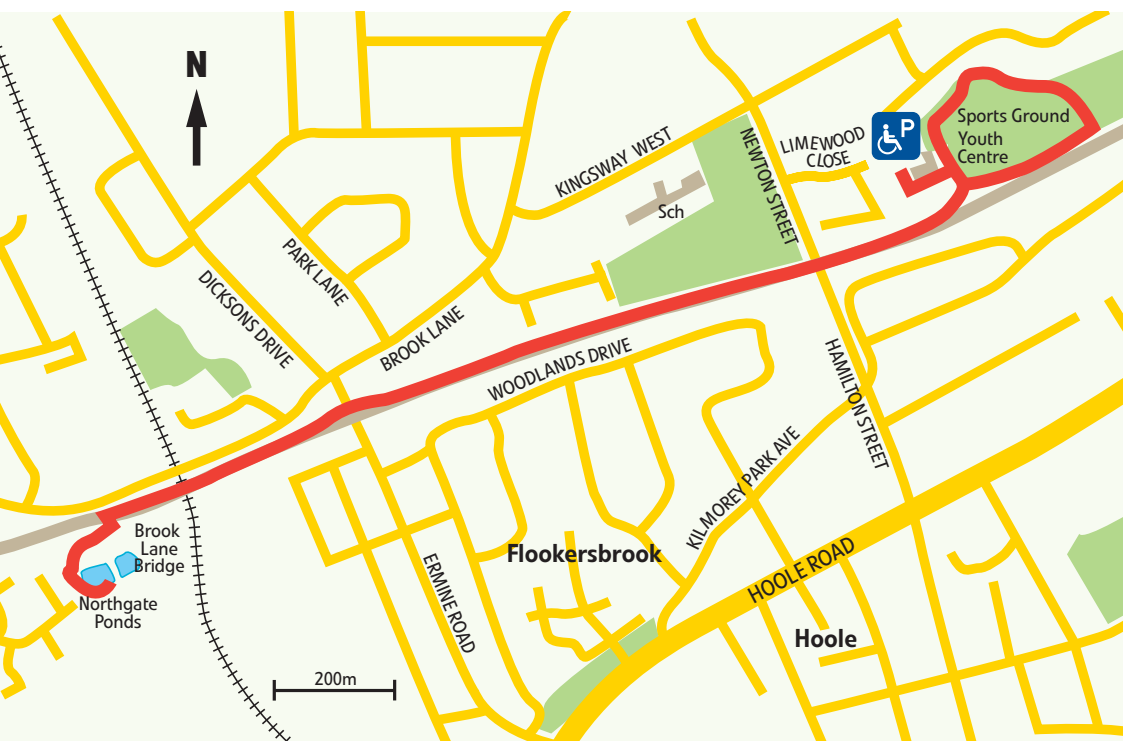 N
KINGSWAY WEST
NEWTON STREET
LIMEWOOD
CLOSE
P
Sports Ground
Youth
Centre
Sch
PARK LANE
DICKSONS DRIVE
BROOK LANE
WOODLANDS DRIVE
HAMILTON STREET
KILMOREY PARK AVE
Brook
Lane
Bridge
Northgate
Ponds
ERMINE ROAD
Flookersbrook
HOOLE ROAD
Hoole
200m